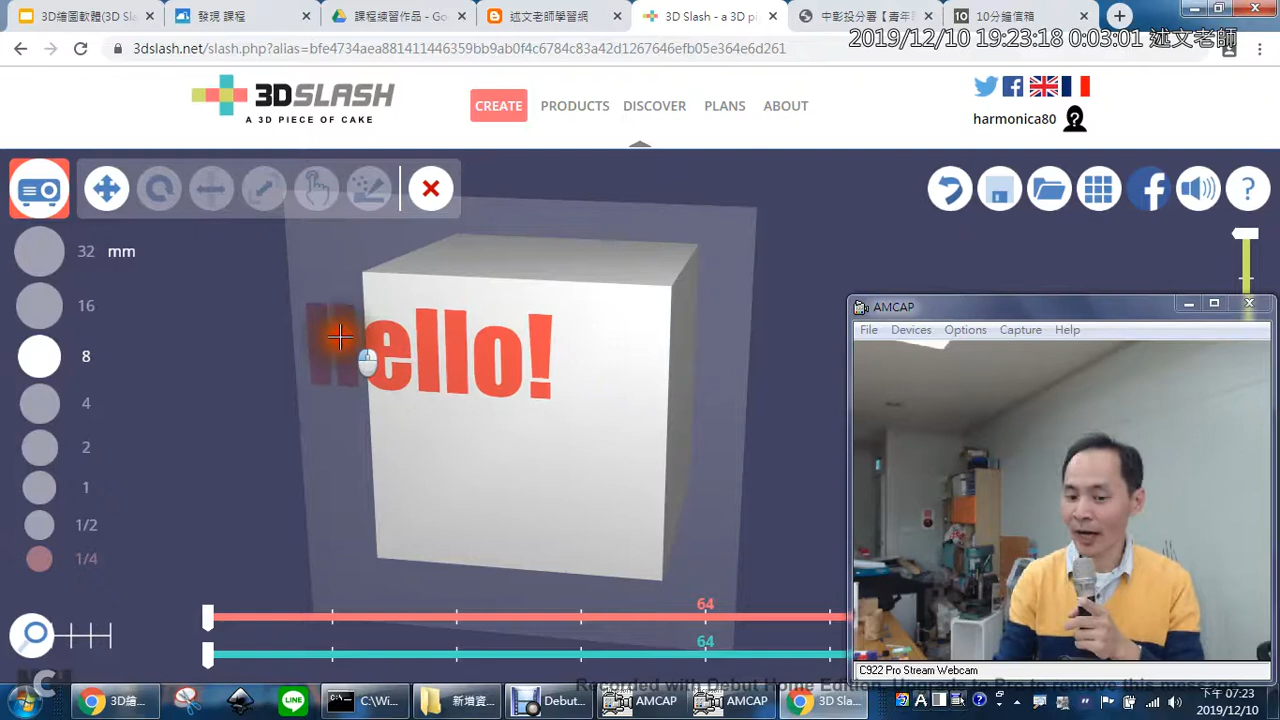 3D繪圖軟體(3D Slas
發現 課程
課程練習作品 - Goo
述文老師學習網
3D Slash - a 3D pi
中彰投分署【青年
10分鐘信箱
3dslash.net/slash.php?alias=bfe4734aea881411446359bb9ab0f4c6784c83a42d1267646efb05e364e6d261
2019/12/10 19:23:18 0:03:01 述文老師
3DSLASH
A 3D PIECE OF CAKE
CREATE PRODUCTS DISCOVER PLANS ABOUT
harmonica80
32 mm
16
8
4
2
1
1/2
1/4
Hello!
64
64
AMCAP
File Devices Options Capture Help
C922 Pro Stream Webcam
Recorded with Debut Home Edition. Upgrade to Pro to remove this message
3D繪
C:\V
新增資...
Debut...
AMCAP
AMCAP
3D Sla...
下午 07:23
2019/12/10